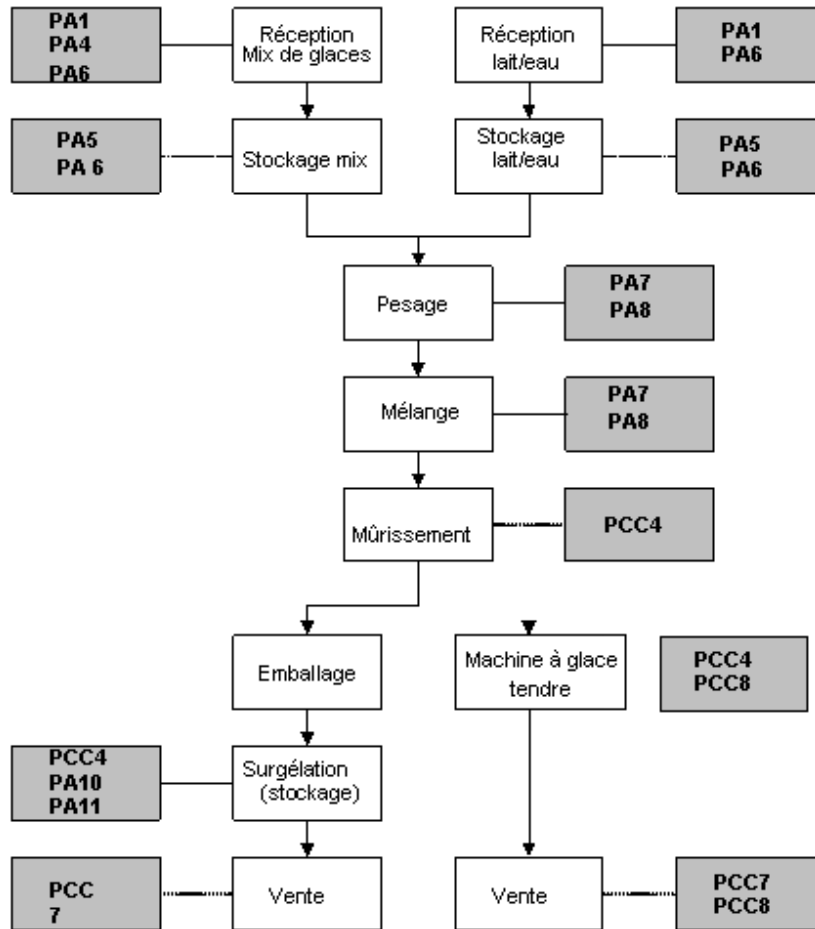 PA1
PA4
PA6
Réception
Mix de glaces
Réception
lait/eau
PA1
PA6
PA5
PA 6
Stockage mix
Stockage
lait/eau
PA5
PA6
Pesage
PA7
PA8
Mélange
PA7
PA8
Mûrissement
PCC4
Emballage
Machine à glace
tendre
PCC4
PCC8
PCC4
PA10
PA11
Surgélation
(stockage)
PCC
7
Vente
Vente
PCC7
PCC8